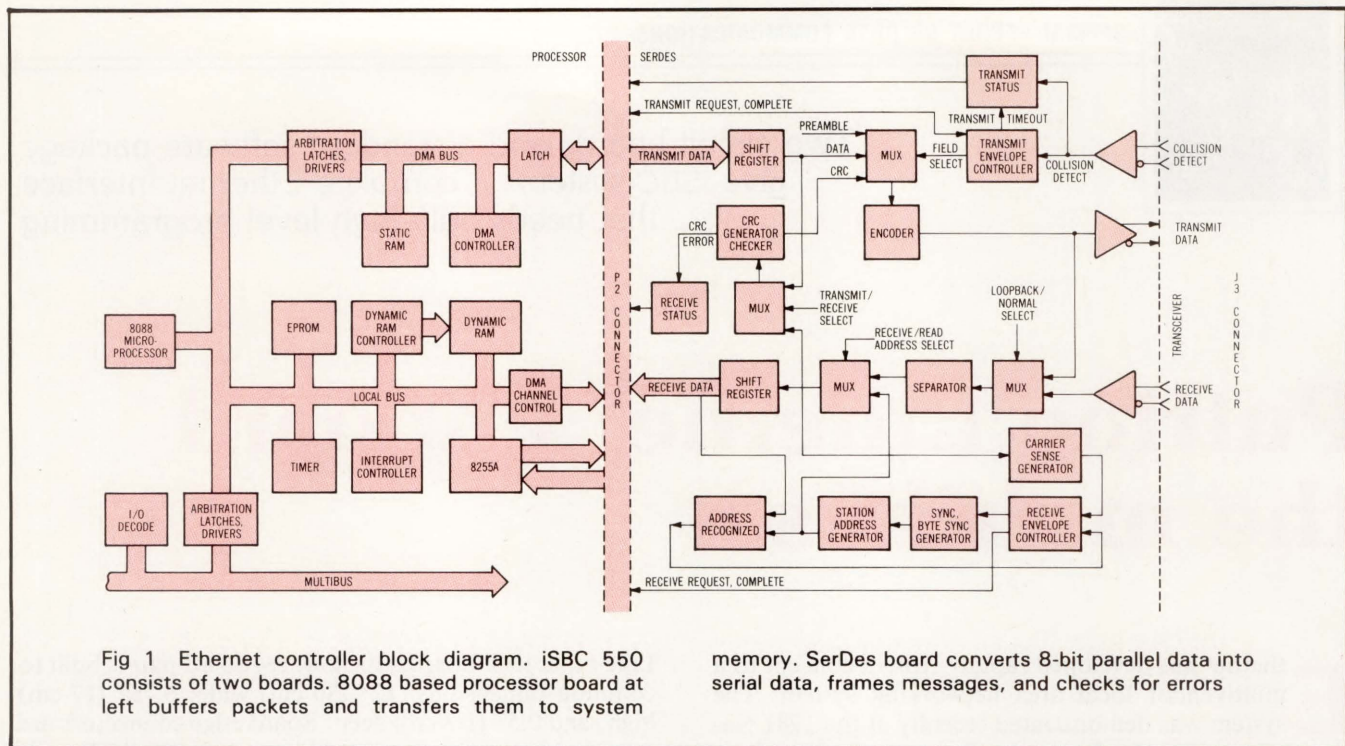 PROCESSOR
SERDES
TRANSMIT
STATUS
TRANSMIT REQUEST, COMPLETE
TRANSMIT
TIMEOUT
ARBITRATION
LATCHES,
DRIVERS
DMA BUS
LATCH
TRANSMIT DATA
SHIFT
REGISTER
PREAMBLE
DATA
CRC
MUX
FIELD
SELECT
TRANSMIT
ENVELOPE
CONTROLLER
COLLISION
DETECT
COLLISION
DETECT
STATIC
RAM
DMA
CONTROLLER
CRC
ERROR
CRC
GENERATOR
CHECKER
ENCODER
TRANSMIT
DATA
P2 CONNECTOR
RECEIVE
STATUS
MUX
TRANSMIT/
RECEIVE
SELECT
LOOPBACK/
NORMAL
SELECT
TRANSCEIVER
J3 CONNECTOR
8088
MICRO-
PROCESSOR
EPROM
DYNAMIC
RAM
CONTROLLER
DYNAMIC
RAM
RECEIVE/READ
ADDRESS SELECT
LOCAL BUS
DMA
CHANNEL
CONTROL
RECEIVE DATA
SHIFT
REGISTER
MUX
SEPARATOR
MUX
RECEIVE
DATA
TIMER
INTERRUPT
CONTROLLER
8255A
CARRIER
SENSE
GENERATOR
I/O
DECODE
ARBITRATION
LATCHES,
DRIVERS
ADDRESS
RECOGNIZED
STATION
ADDRESS
GENERATOR
SYNC,
BYTE SYNC
GENERATOR
RECEIVE
ENVELOPE
CONTROLLER
MULTIBUS
RECEIVE REQUEST, COMPLETE
Fig 1 Ethernet controller block diagram. iSBC 550
consists of two boards. 8088 based processor board at
left buffers packets and transfers them to system
memory. SerDes board converts 8-bit parallel data into
serial data, frames messages, and checks for errors